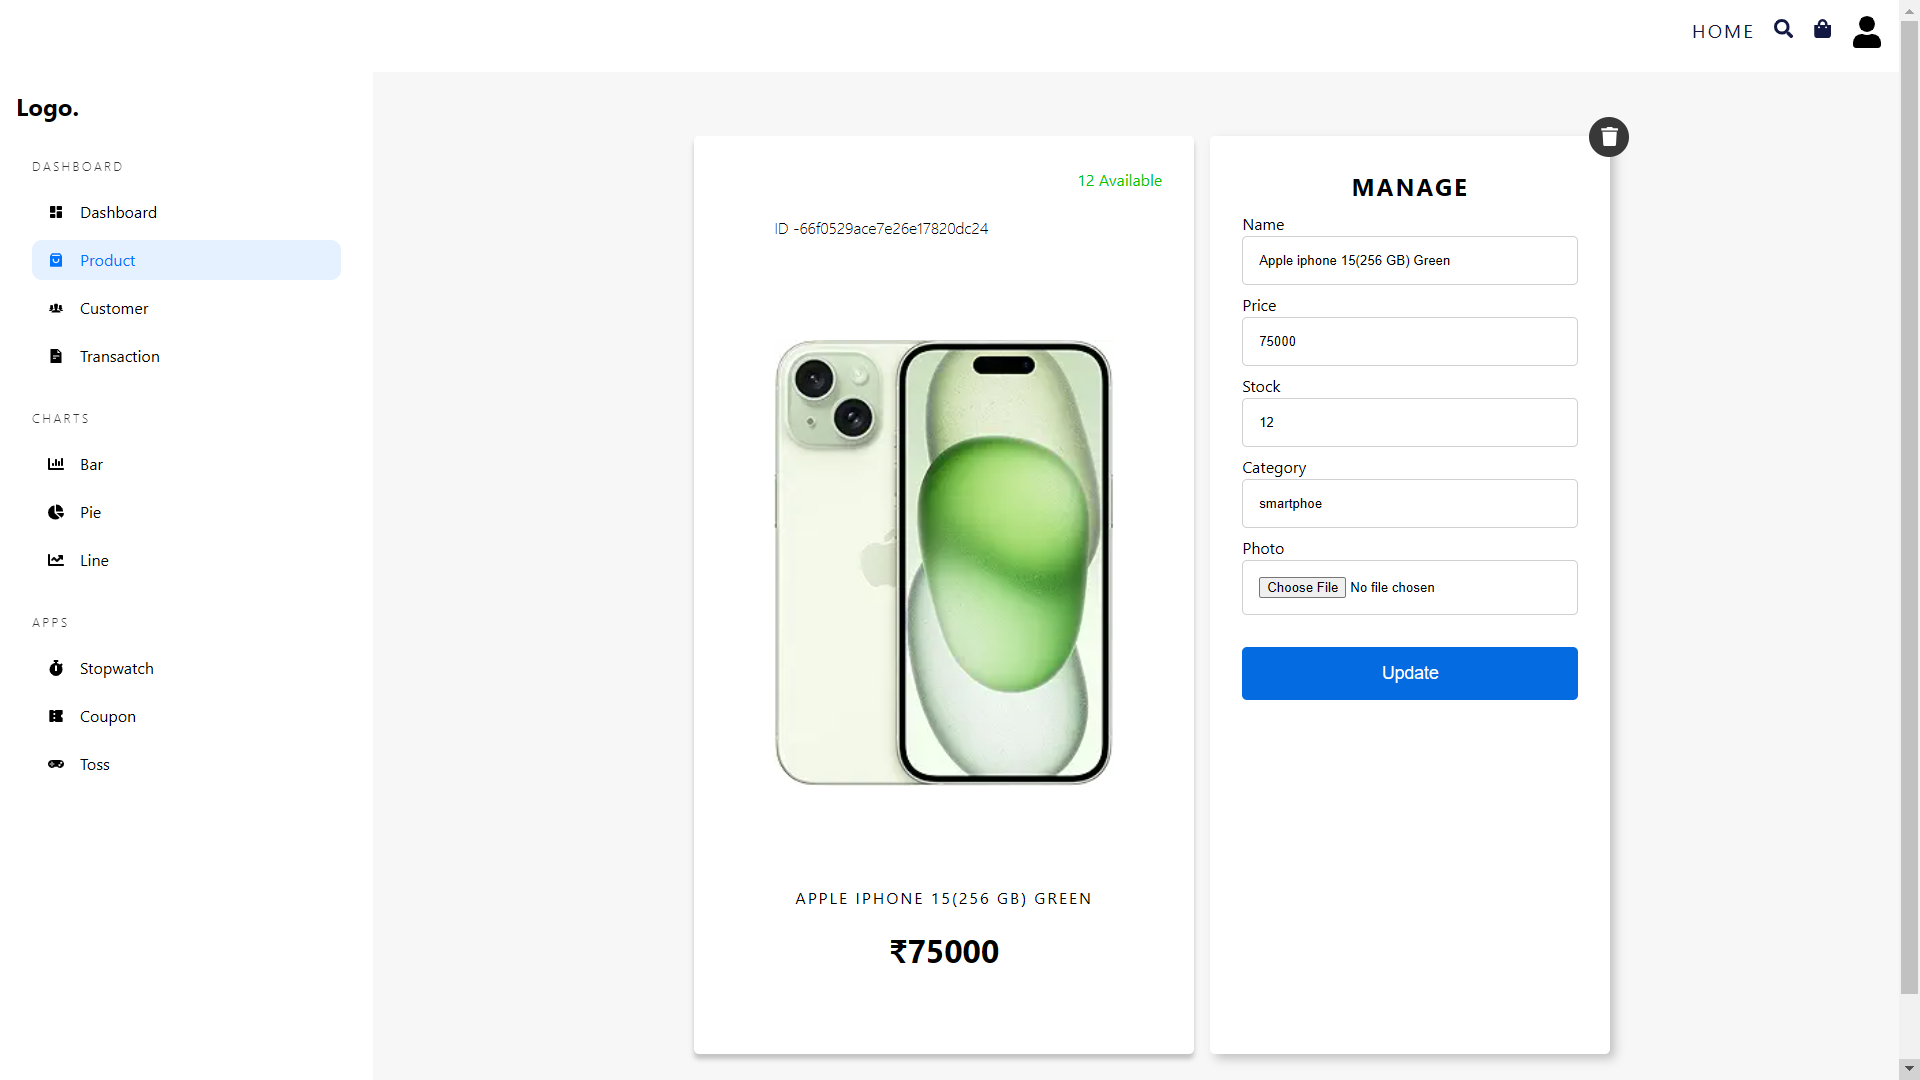 HOME
Logo.
DASHBOARD
Dashboard
Product
Customer
Transaction
CHARTS
Bar
Pie
Line
APPS
Stopwatch
Coupon
Toss
12 Available
ID -66f0529ace7e26e17820dc24
APPLE IPHONE 15(256 GB) GREEN
₹75000
MANAGE
Name
Apple iphone 15(256 GB) Green
Price
75000
Stock
12
Category
smartphoe
Photo
Choose File No file chosen
Update